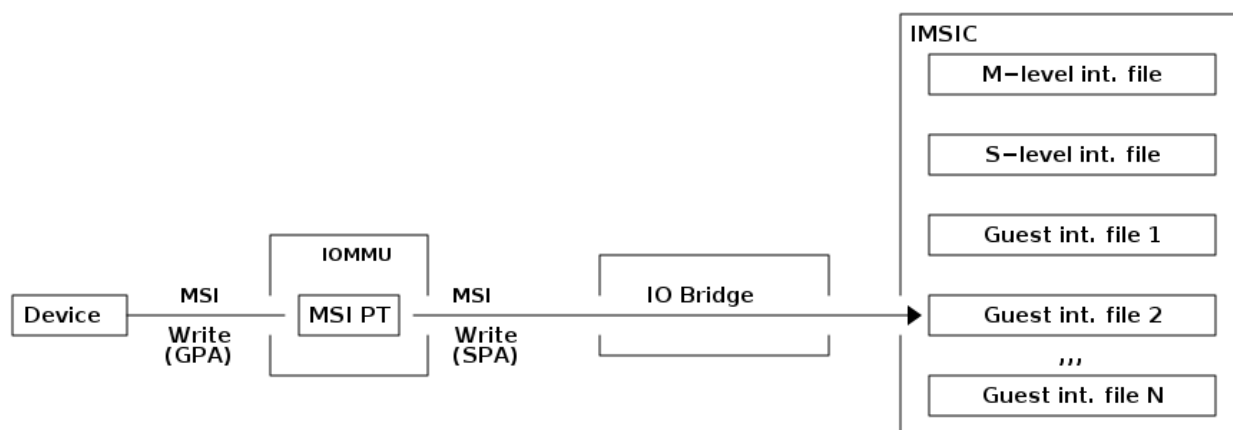 IMSIC
M−level int. file
S−level int. file
Guest int. file 1
IOMMU
Device
MSI
Write
(GPA)
MSI PT
MSI
Write
(SPA)
IO Bridge
Guest int. file 2
,,,
Guest int. file N